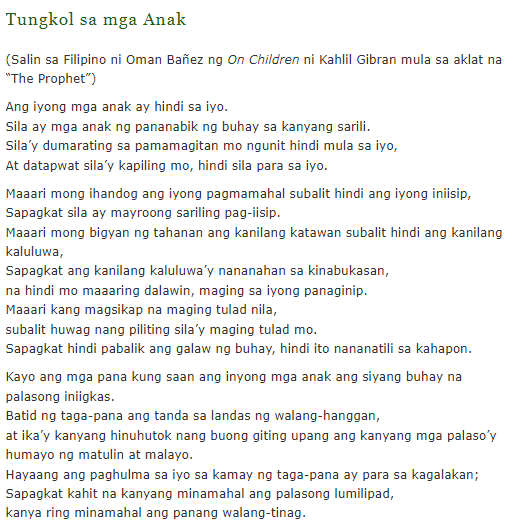 Tungkol sa mga Anak
(Salin sa Filipino ni Oman Bañez ng On Children ni Kahlil Gibran mula sa aklat na
“The Prophet”)
Ang iyong mga anak ay hindi sa iyo.
Sila ay mga anak ng pananabik ng buhay sa kanyang sarili.
Sila’y dumarating sa pamamagitan mo ngunit hindi mula sa iyo,
At datapwat sila’y kapiling mo, hindi sila para sa iyo.
Maaari mong ihandog ang iyong pagmamahal subalit hindi ang iyong iniisip,
Sapagkat sila ay mayroong sariling pag-iisip.
Maaari mong bigyan ng tahanan ang kanilang katawan subalit hindi ang kanilang
kaluluwa,
Sapagkat ang kanilang kaluluwa’y nananahan sa kinabukasan,
na hindi mo maaaring dalawin, maging sa iyong panaginip.
Maaari kang magsikap na maging tulad nila,
subalit huwag nang piliting sila’y maging tulad mo.
Sapagkat hindi pabalik ang galaw ng buhay, hindi ito nananatili sa kahapon.
Kayo ang mga pana kung saan ang inyong mga anak ang siyang buhay na
palasong iniigkas.
Batid ng taga-pana ang tanda sa landas ng walang-hanggan,
at ika’y kanyang hinuhutok nang buong giting upang ang kanyang mga palaso’y
humayo ng matulin at malayo.
Hayaang ang paghulma sa iyo sa kamay ng taga-pana ay para sa kagalakan;
Sapagkat kahit na kanyang minamahal ang palasong lumilipad,
kanya ring minamahal ang panang walang-tinag.